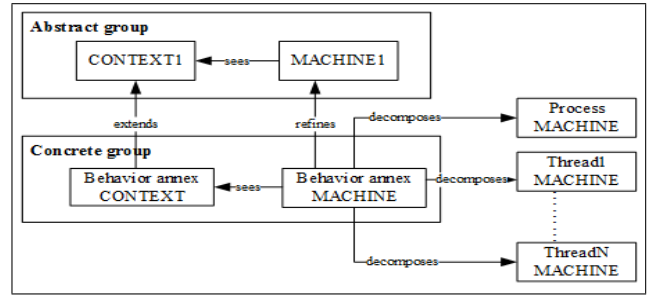 Abstract group
CONTEXT1
sees
MACHINE1
extends
refines
decomposes
Process
MACHINE
Concrete group
Behavior annex
CONTEXT
sees
Behavior annex
MACHINE
decomposes
Thread1
MACHINE
decomposes
ThreadN
MACHINE